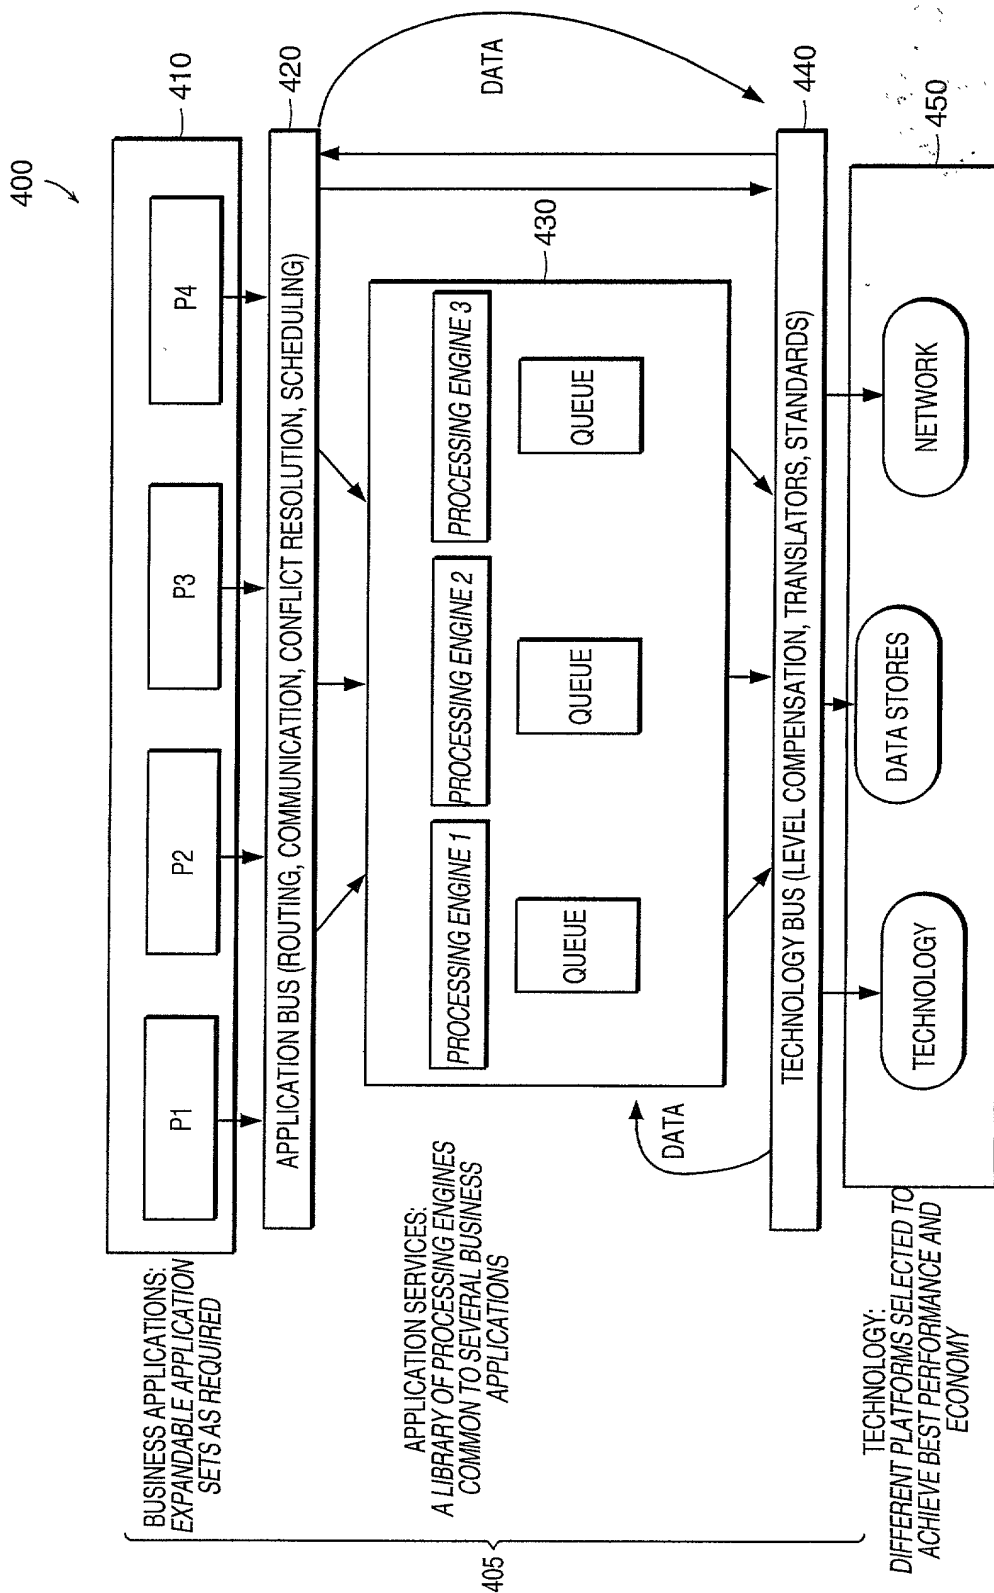 400
410
P1
P2
P3
P4
BUSINESS APPLICATIONS:
EXPANDABLE APPLICATION
SETS AS REQUIRED
420
APPLICATION BUS (ROUTING, COMMUNICATION, CONFLICT RESOLUTION, SCHEDULING)
DATA
430
PROCESSING ENGINE 1
PROCESSING ENGINE 2
PROCESSING ENGINE 3
QUEUE
QUEUE
QUEUE
APPLICATION SERVICES:
A LIBRARY OF PROCESSING ENGINES
COMMON TO SEVERAL BUSINESS
APPLICATIONS
405
DATA
440
TECHNOLOGY BUS (LEVEL COMPENSATION, TRANSLATORS, STANDARDS)
450
TECHNOLOGY
DATA STORES
NETWORK
TECHNOLOGY:
DIFFERENT PLATFORMS SELECTED TO
ACHIEVE BEST PERFORMANCE AND
ECONOMY